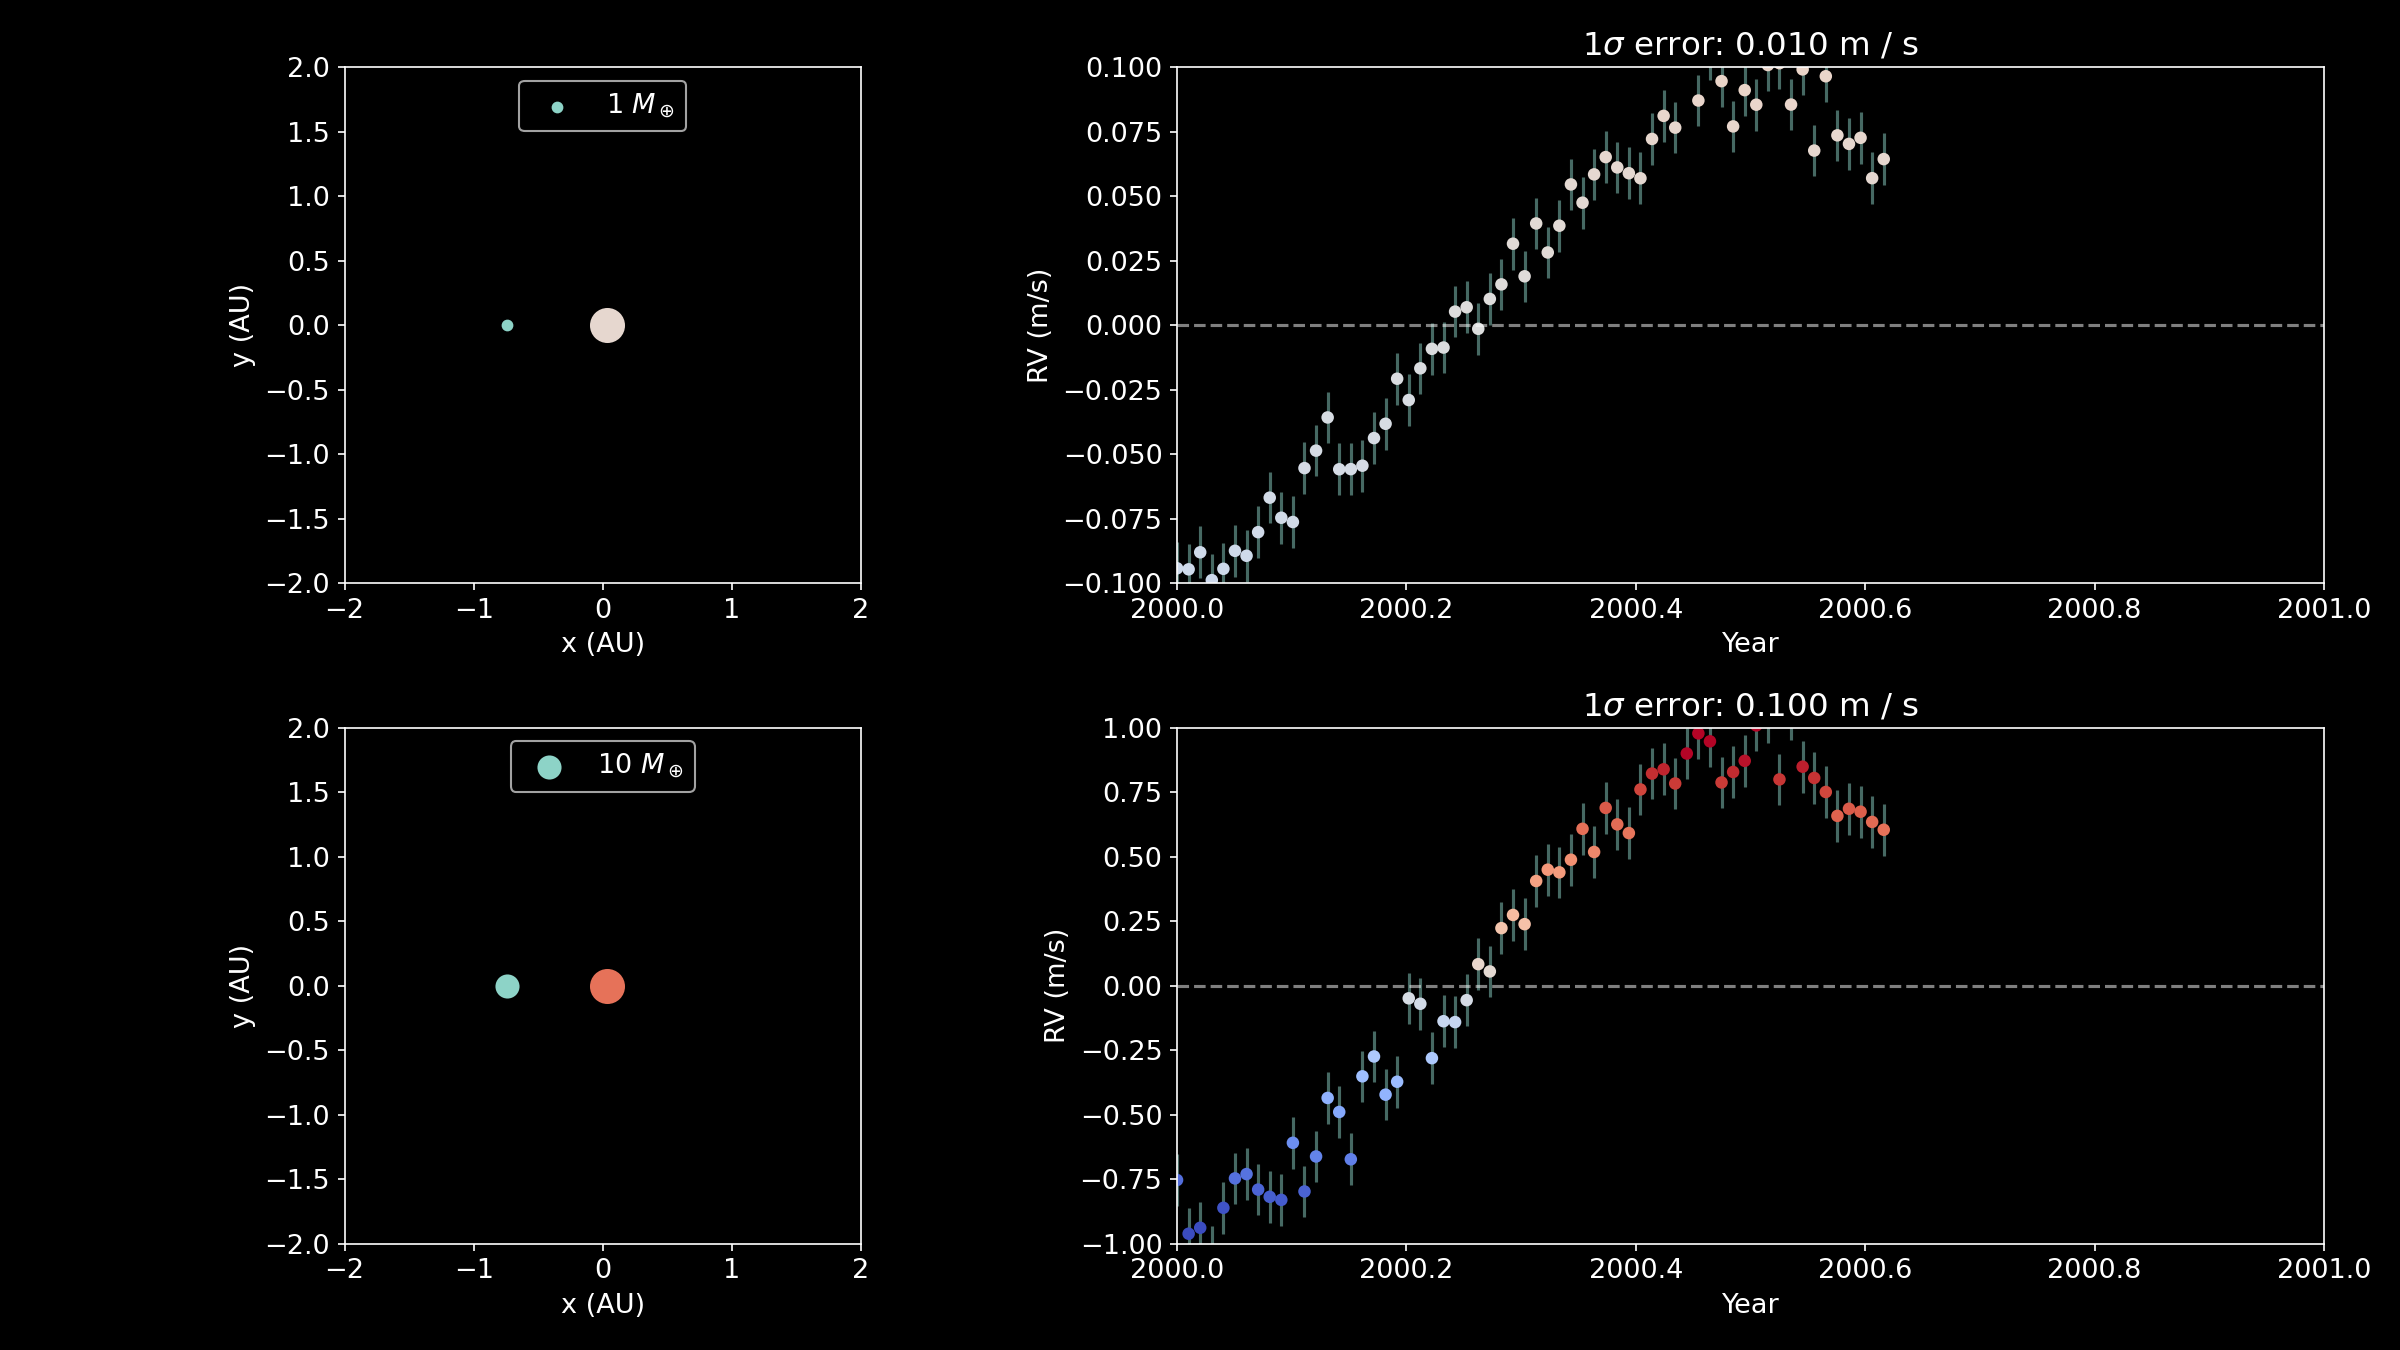 1σ error: 0.010 m / s
1 M⊕
2.0
1.5
1.0
0.5
0.0
−0.5
−1.0
−1.5
−2.0
y (AU)
−2 −1 0 1 2
x (AU)
0.100
0.075
0.050
0.025
0.000
−0.025
−0.050
−0.075
−0.100
RV (m/s)
2000.0 2000.2 2000.4 2000.6 2000.8 2001.0
Year
1σ error: 0.100 m / s
10 M⊕
2.0
1.5
1.0
0.5
0.0
−0.5
−1.0
−1.5
−2.0
y (AU)
−2 −1 0 1 2
x (AU)
1.00
0.75
0.50
0.25
0.00
−0.25
−0.50
−0.75
−1.00
RV (m/s)
2000.0 2000.2 2000.4 2000.6 2000.8 2001.0
Year